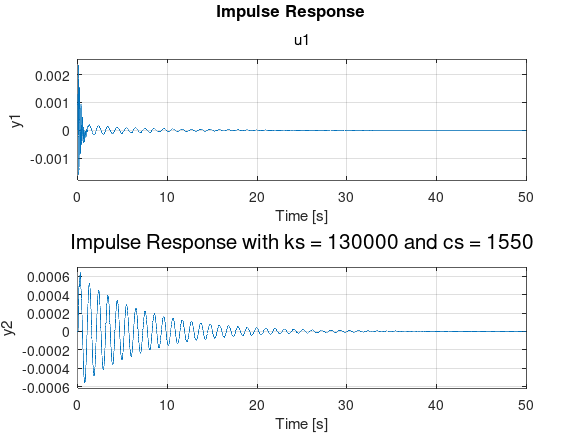 Impulse Response
u1
0.002
0.001
0
-0.001
y1
0 10 20 30 40 50
Time [s]
Impulse Response with ks = 130000 and cs = 1550
0.0006
0.0004
0.0002
0
-0.0002
-0.0004
-0.0006
y2
0 10 20 30 40 50
Time [s]